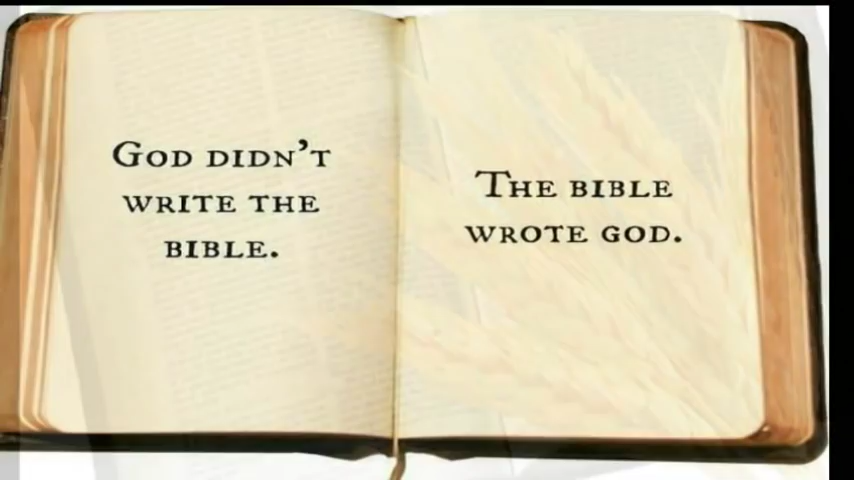 God didn't
write the
bible.
The bible
wrote god.